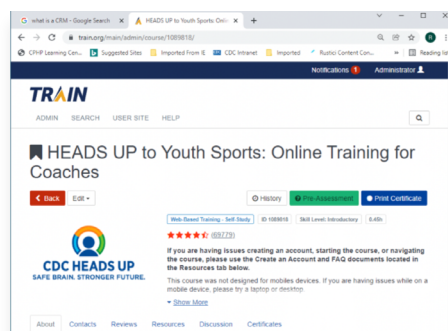 what is a CRM - Google Search
HEADS UP to Youth Sports: Onli
train.org/main/admin/course/1089818/
CPHP Learning Cen...
Suggested Sites
Imported From IE
CDC Intranet
Imported
Rustici Content Con...
Reading list
Notifications 1
Administrator
TRAIN
ADMIN
SEARCH
USER SITE
HELP
HEADS UP to Youth Sports: Online Training for
Coaches
Back
Edit
History
Pre-Assessment
Print Certificate
Web-Based Training - Self-Study
ID 1089818
Skill Level: Introductory
0.45h
(69779)
If you are having issues creating an account, starting the course, or navigating
the course, please use the Create an Account and FAQ documents located in
the Resources tab below.
This course was not designed for mobiles devices. If you are having issues while on a
mobile device, please try a laptop or desktop.
Show More
CDC HEADS UP
SAFE BRAIN. STRONGER FUTURE.
About
Contacts
Reviews
Resources
Discussion
Certificates